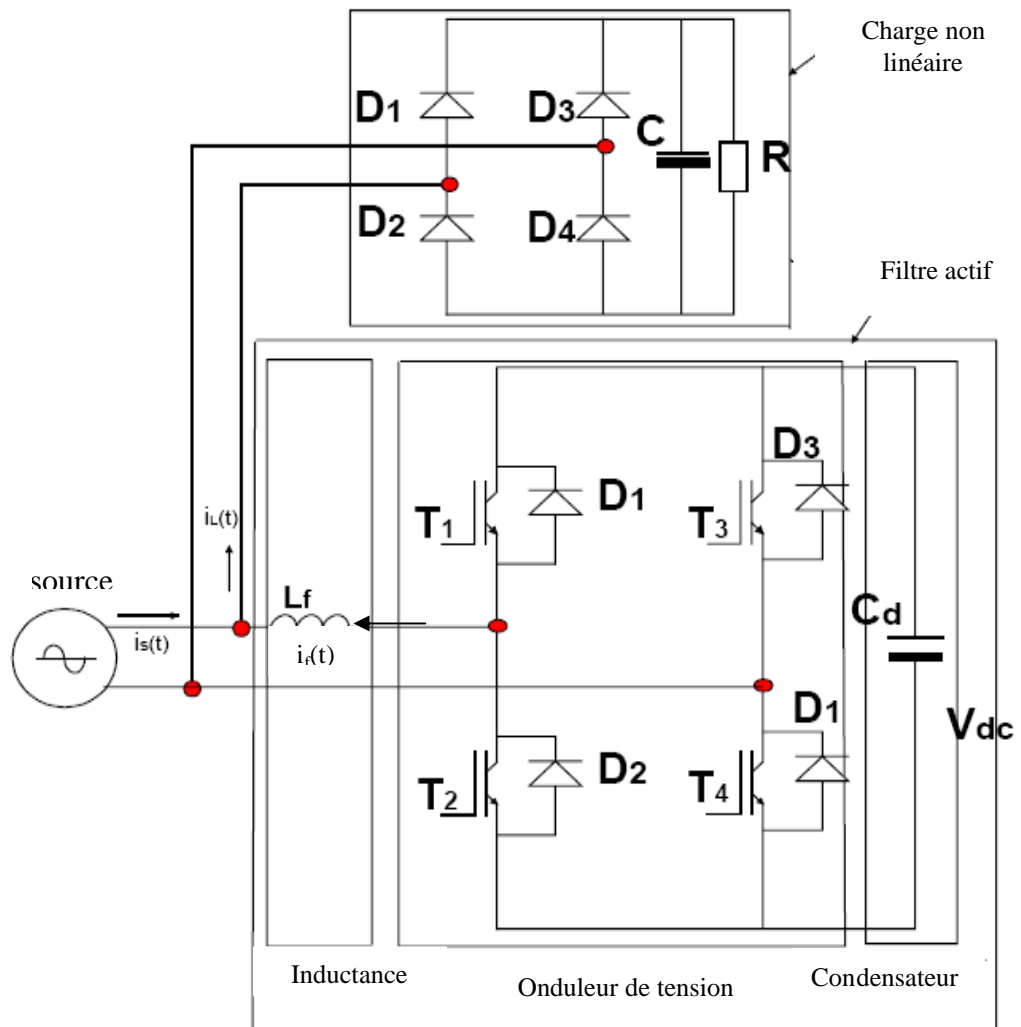 Charge non
linéaire
D1
D3
C
R
D2
D4
Filtre actif
D3
D1
T1
T3
iL(t)
source
Lf
Cd
is(t)
if(t)
D1
Vdc
D2
T2
T4
Inductance
Onduleur de tension
Condensateur